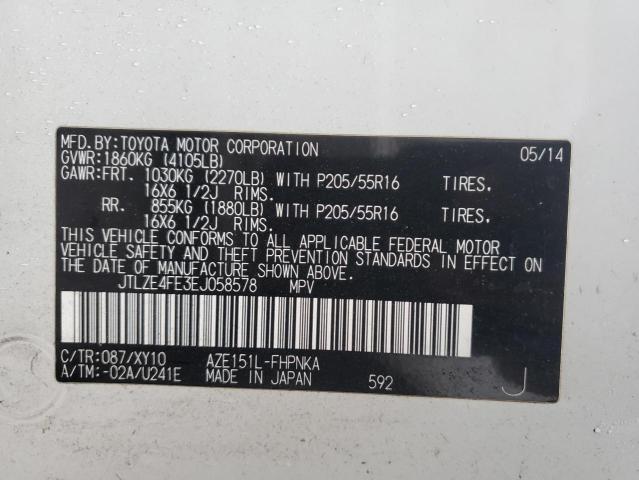 MFD.BY:TOYOTA MOTOR CORPORATION 05/14
GVWR:1860KG (4105LB)
GAWR:FRT. 1030KG (2270LB) WITH P205/55R16 TIRES.
16X6 1/2J RIMS.
RR. 855KG (1880LB) WITH P205/55R16 TIRES.
16X6 1/2J RIMS.
THIS VEHICLE CONFORMS TO ALL APPLICABLE FEDERAL MOTOR
VEHICLE SAFETY AND THEFT PREVENTION STANDARDS IN EFFECT ON
THE DATE OF MANUFACTURE SHOWN ABOVE.
JTLZE4FE3EJ058578 MPV
C/TR:087/XY10 AZE151L-FHPNKA
A/TM:-02A/U241E MADE IN JAPAN 592 J